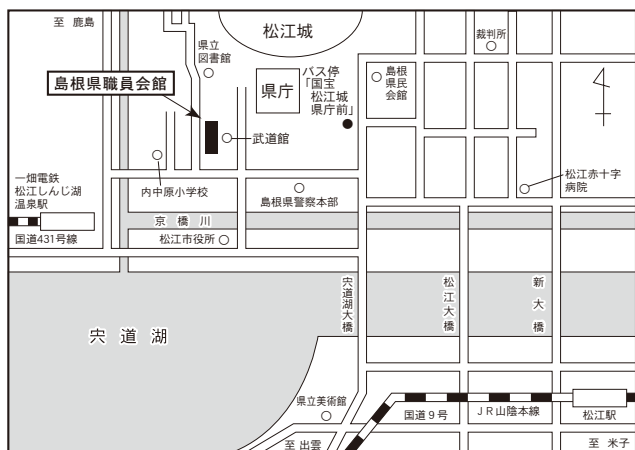 至 鹿島
松江城
県立
図書館
裁判所
島根県職員会館
県庁
バス停
「国宝
松江城
県庁前」
島根
県民
会館
武道館
一畑電鉄
松江しんじ湖
温泉駅
内中原小学校
島根県警察本部
松江赤十字
病院
京橋川
国道431号線
松江市役所
宍道湖
宍道湖大橋
松江大橋
新大橋
県立美術館
国道9号
JR山陰本線
松江駅
至 出雲
至 米子